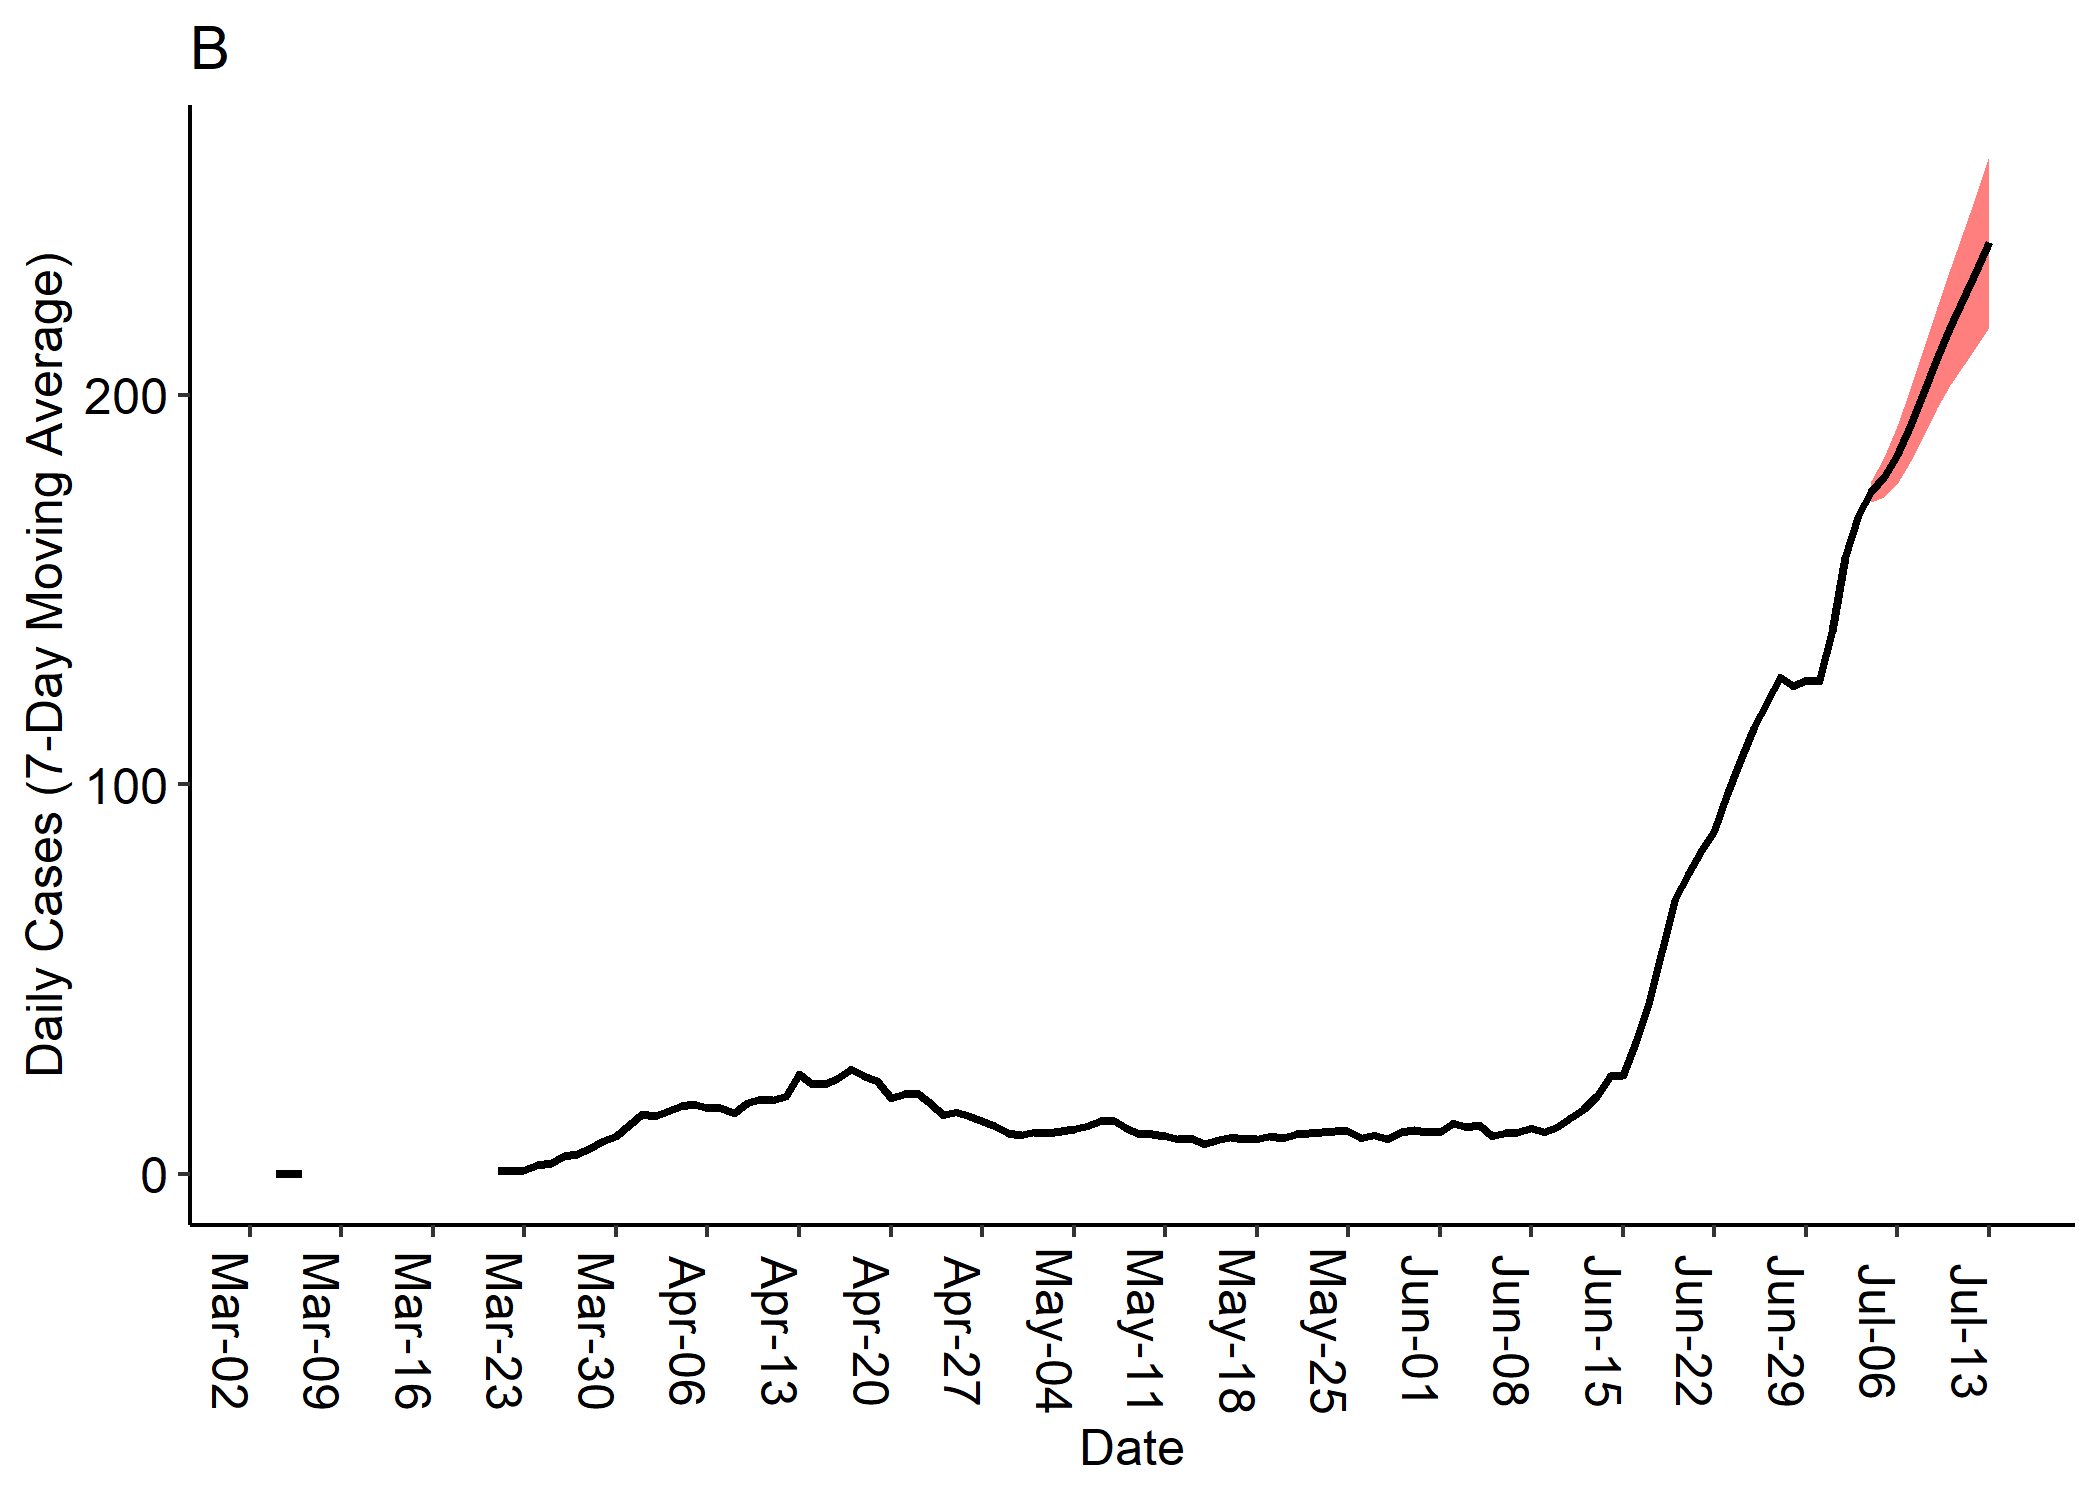 B
Daily Cases (7-Day Moving Average)
200
100
0
Mar-02
Mar-09
Mar-16
Mar-23
Mar-30
Apr-06
Apr-13
Apr-20
Apr-27
May-04
May-11
May-18
May-25
Jun-01
Jun-08
Jun-15
Jun-22
Jun-29
Jul-06
Jul-13
Date